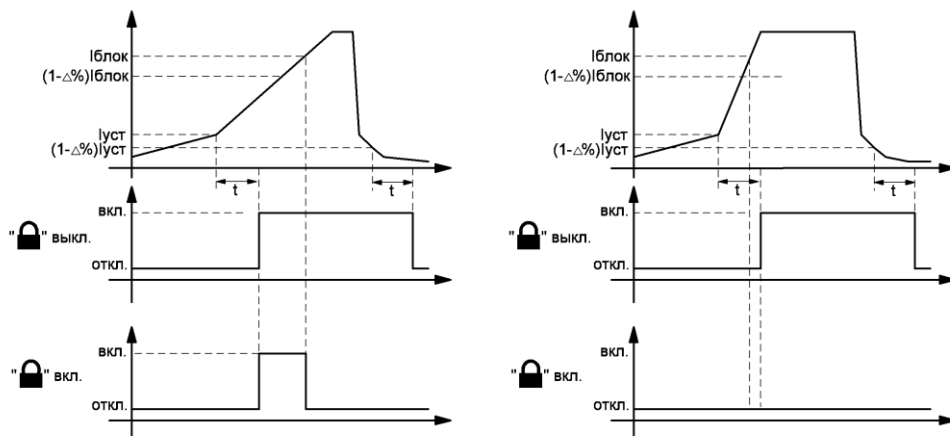 Iблок
(1-△%)Iблок
Iуст
(1-△%)Iуст
t
t
вкл.
"🔒" выкл.
откл.
вкл.
"🔒" вкл.
откл.
Iблок
(1-△%)Iблок
Iуст
(1-△%)Iуст
t
t
вкл.
"🔒" выкл.
откл.
вкл.
"🔒" вкл.
откл.